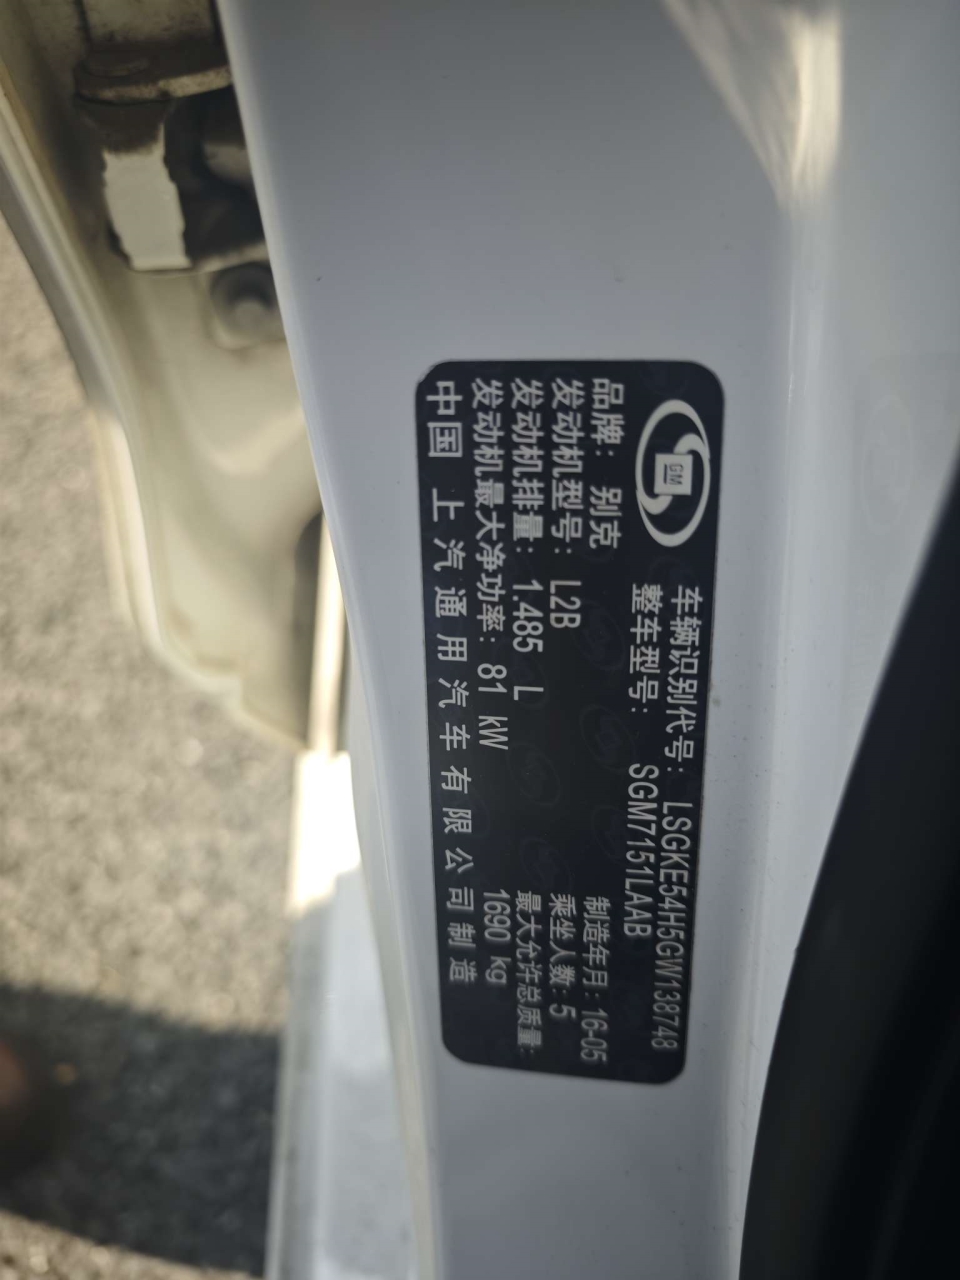 GM
车辆识别代号: LSGKE54H5GW138748
整车型号: SGM7151LAAB
品牌: 别克
制造年月: 16-05
发动机型号: L2B
乘坐人数: 5
发动机排量: 1.485 L
最大允许总质量:
发动机最大净功率: 81 kW
1690 kg
中国 上汽通用汽车有限公司制造